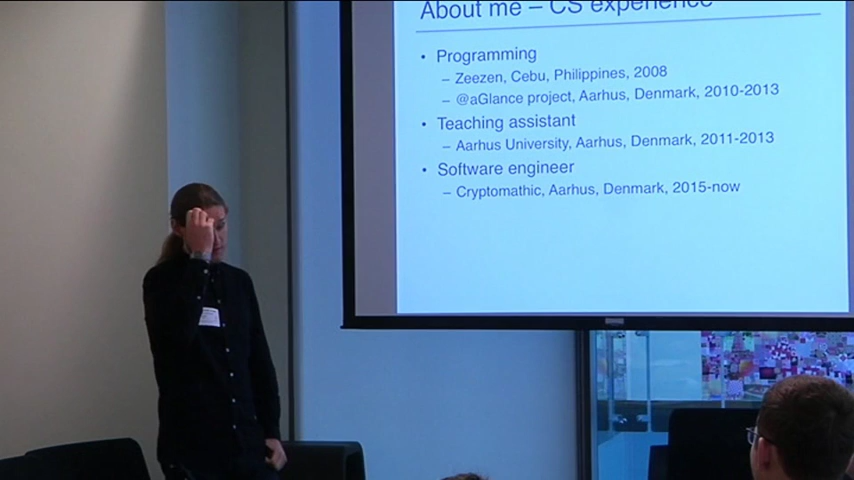 About me – CS experience
• Programming
– Zeezen, Cebu, Philippines, 2008
– @aGlance project, Aarhus, Denmark, 2010-2013
• Teaching assistant
– Aarhus University, Aarhus, Denmark, 2011-2013
• Software engineer
– Cryptomathic, Aarhus, Denmark, 2015-now